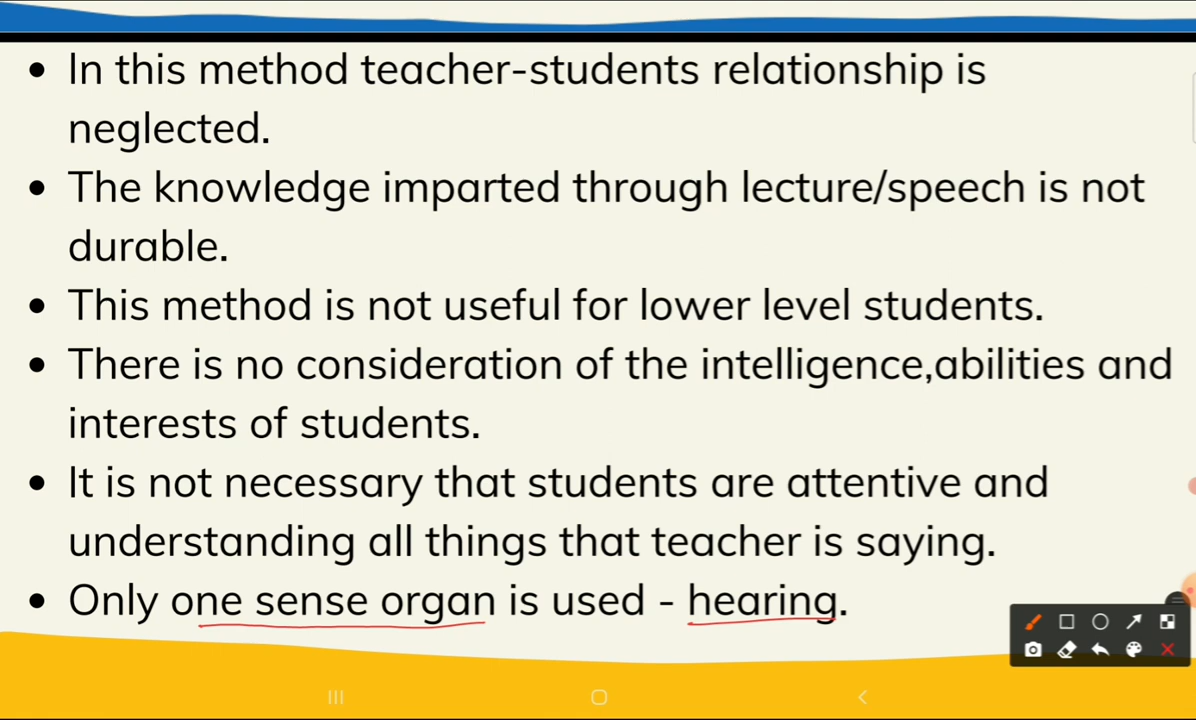 • In this method teacher-students relationship is
neglected.
• The knowledge imparted through lecture/speech is not
durable.
• This method is not useful for lower level students.
• There is no consideration of the intelligence,abilities and
interests of students.
• It is not necessary that students are attentive and
understanding all things that teacher is saying.
• Only one sense organ is used - hearing.